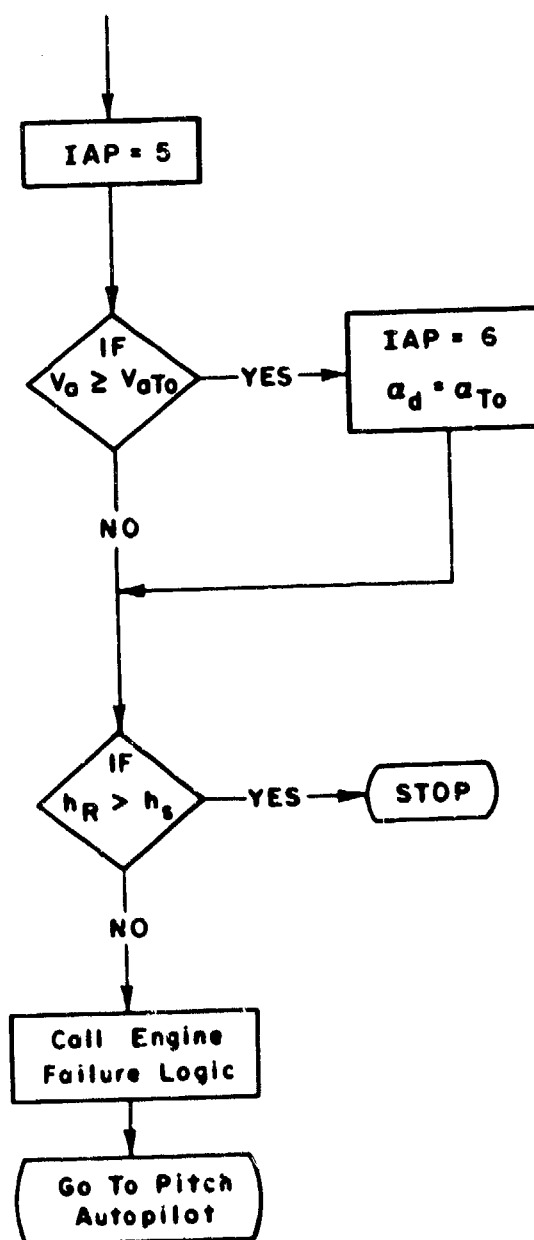 IAP = 5
IF
Va ≥ VaTo
YES
IAP = 6
αd = αTo
NO
IF
hR > hs
YES
STOP
NO
Call Engine
Failure Logic
Go To Pitch
Autopilot